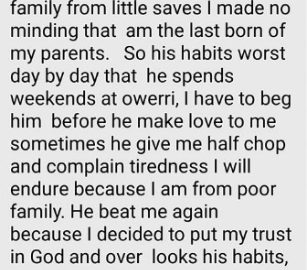 family from little saves I made no
minding that  am the last born of
my parents.   So his habits worst
day by day that  he spends
weekends at owerri, I have to beg
him  before he make love to me
sometimes he give me half chop
and complain tiredness I will
endure because I am from poor
family. He beat me again
because I decided to put my trust
in God and over  looks his habits,